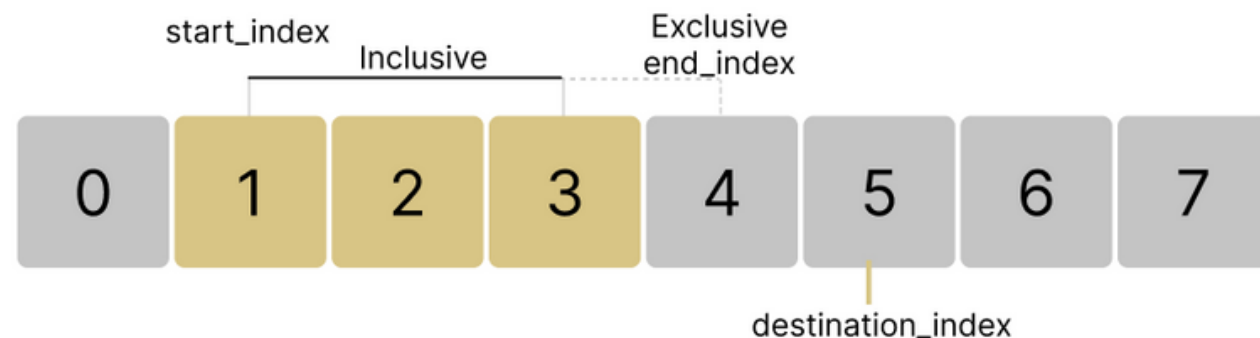 start_index
Inclusive
Exclusive
end_index
0 1 2 3 4 5 6 7
destination_index